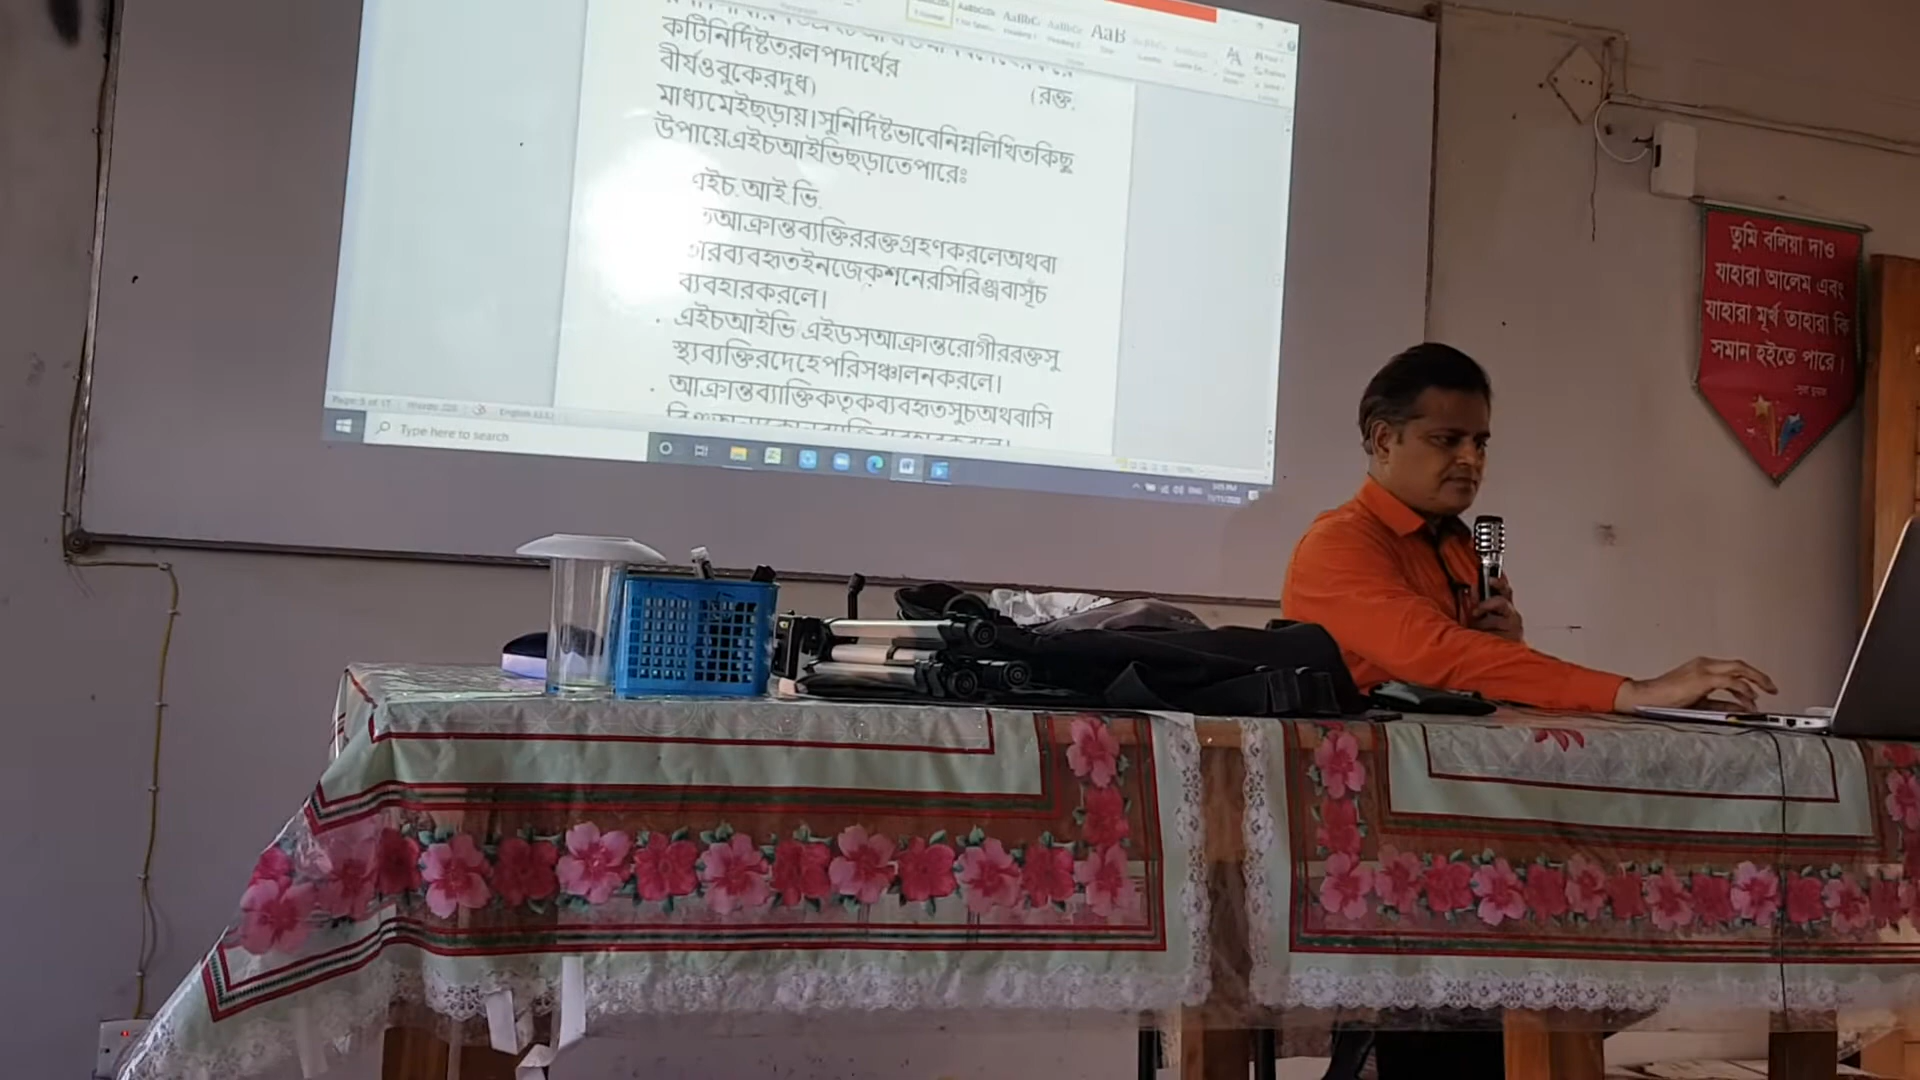 কটিনির্দিষ্টতরলপদার্থের
(রক্ত,
বীর্যওবুকেরদুধ)
মাধ্যমেইছড়ায়।সুনির্দিষ্টভাবেনিম্নলিখিতকিছু
উপায়েএইচআইভিছড়াতেপারেঃ
এইচ.আই.ভি.
আক্রান্তব্যক্তিররক্তগ্রহণকরলেঅথবা
তারব্যবহৃতইনজেকশনেরসিরিঞ্জবাসূঁচ
ব্যবহারকরলে।
এইচআইভি এইডসআক্রান্তরোগীররক্তসু
স্থ্যব্যক্তিরদেহেপরিসঞ্চালনকরলে।
আক্রান্তব্যাক্তিকতৃকব্যবহৃতসুচঅথবাসি
Type here to search
AaB
তুমি বলিয়া দাও
যাহারা আলেম এবং
যাহারা মূর্খ তাহারা কি
সমান হইতে পারে।